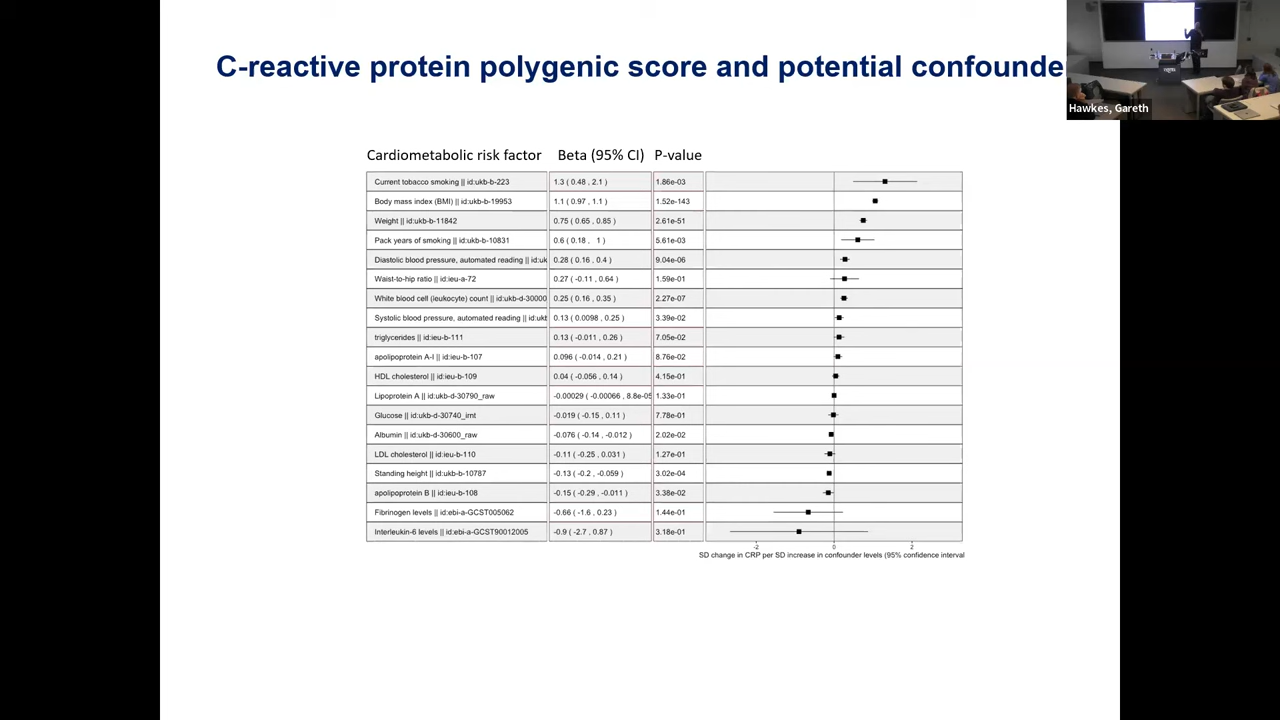 C-reactive protein polygenic score and potential confounde
Hawkes, Gareth
Cardiometabolic risk factor Beta (95% CI) P-value
Current tobacco smoking || id:ukb-b-223 1.3 ( 0.48 , 2.1 ) 1.86e-03
Body mass index (BMI) || id:ukb-b-19953 1.1 ( 0.97 , 1.1 ) 1.52e-143
Weight || id:ukb-b-11842 0.75 ( 0.65 , 0.85 ) 2.61e-51
Pack years of smoking || id:ukb-b-10831 0.6 ( 0.18 , 1 ) 5.61e-03
Diastolic blood pressure, automated reading || id:uk 0.28 ( 0.16 , 0.4 ) 9.04e-06
Waist-to-hip ratio || id:ieu-a-72 0.27 ( -0.11 , 0.64 ) 1.59e-01
White blood cell (leukocyte) count || id:ukb-d-30000 0.25 ( 0.16 , 0.35 ) 2.27e-07
Systolic blood pressure, automated reading || id:ukb 0.13 ( 0.0098 , 0.25 ) 3.39e-02
triglycerides || id:ieu-b-111 0.13 ( -0.011 , 0.26 ) 7.05e-02
apolipoprotein A-I || id:ieu-b-107 0.096 ( -0.014 , 0.21 ) 8.76e-02
HDL cholesterol || id:ieu-b-109 0.04 ( -0.056 , 0.14 ) 4.15e-01
Lipoprotein A || id:ukb-d-30790_raw -0.00029 ( -0.00066 , 8.8e-05 1.33e-01
Glucose || id:ukb-d-30740_irnt -0.019 ( -0.15 , 0.11 ) 7.78e-01
Albumin || id:ukb-d-30600_raw -0.076 ( -0.14 , -0.012 ) 2.02e-02
LDL cholesterol || id:ieu-b-110 -0.11 ( -0.25 , 0.031 ) 1.27e-01
Standing height || id:ukb-b-10787 -0.13 ( -0.2 , -0.059 ) 3.02e-04
apolipoprotein B || id:ieu-b-108 -0.15 ( -0.29 , -0.011 ) 3.38e-02
Fibrinogen levels || id:ebi-a-GCST005062 -0.66 ( -1.6 , 0.23 ) 1.44e-01
Interleukin-6 levels || id:ebi-a-GCST90012005 -0.9 ( -2.7 , 0.87 ) 3.18e-01
-2 0 2
SD change in CRP per SD increase in confounder levels (95% confidence interval